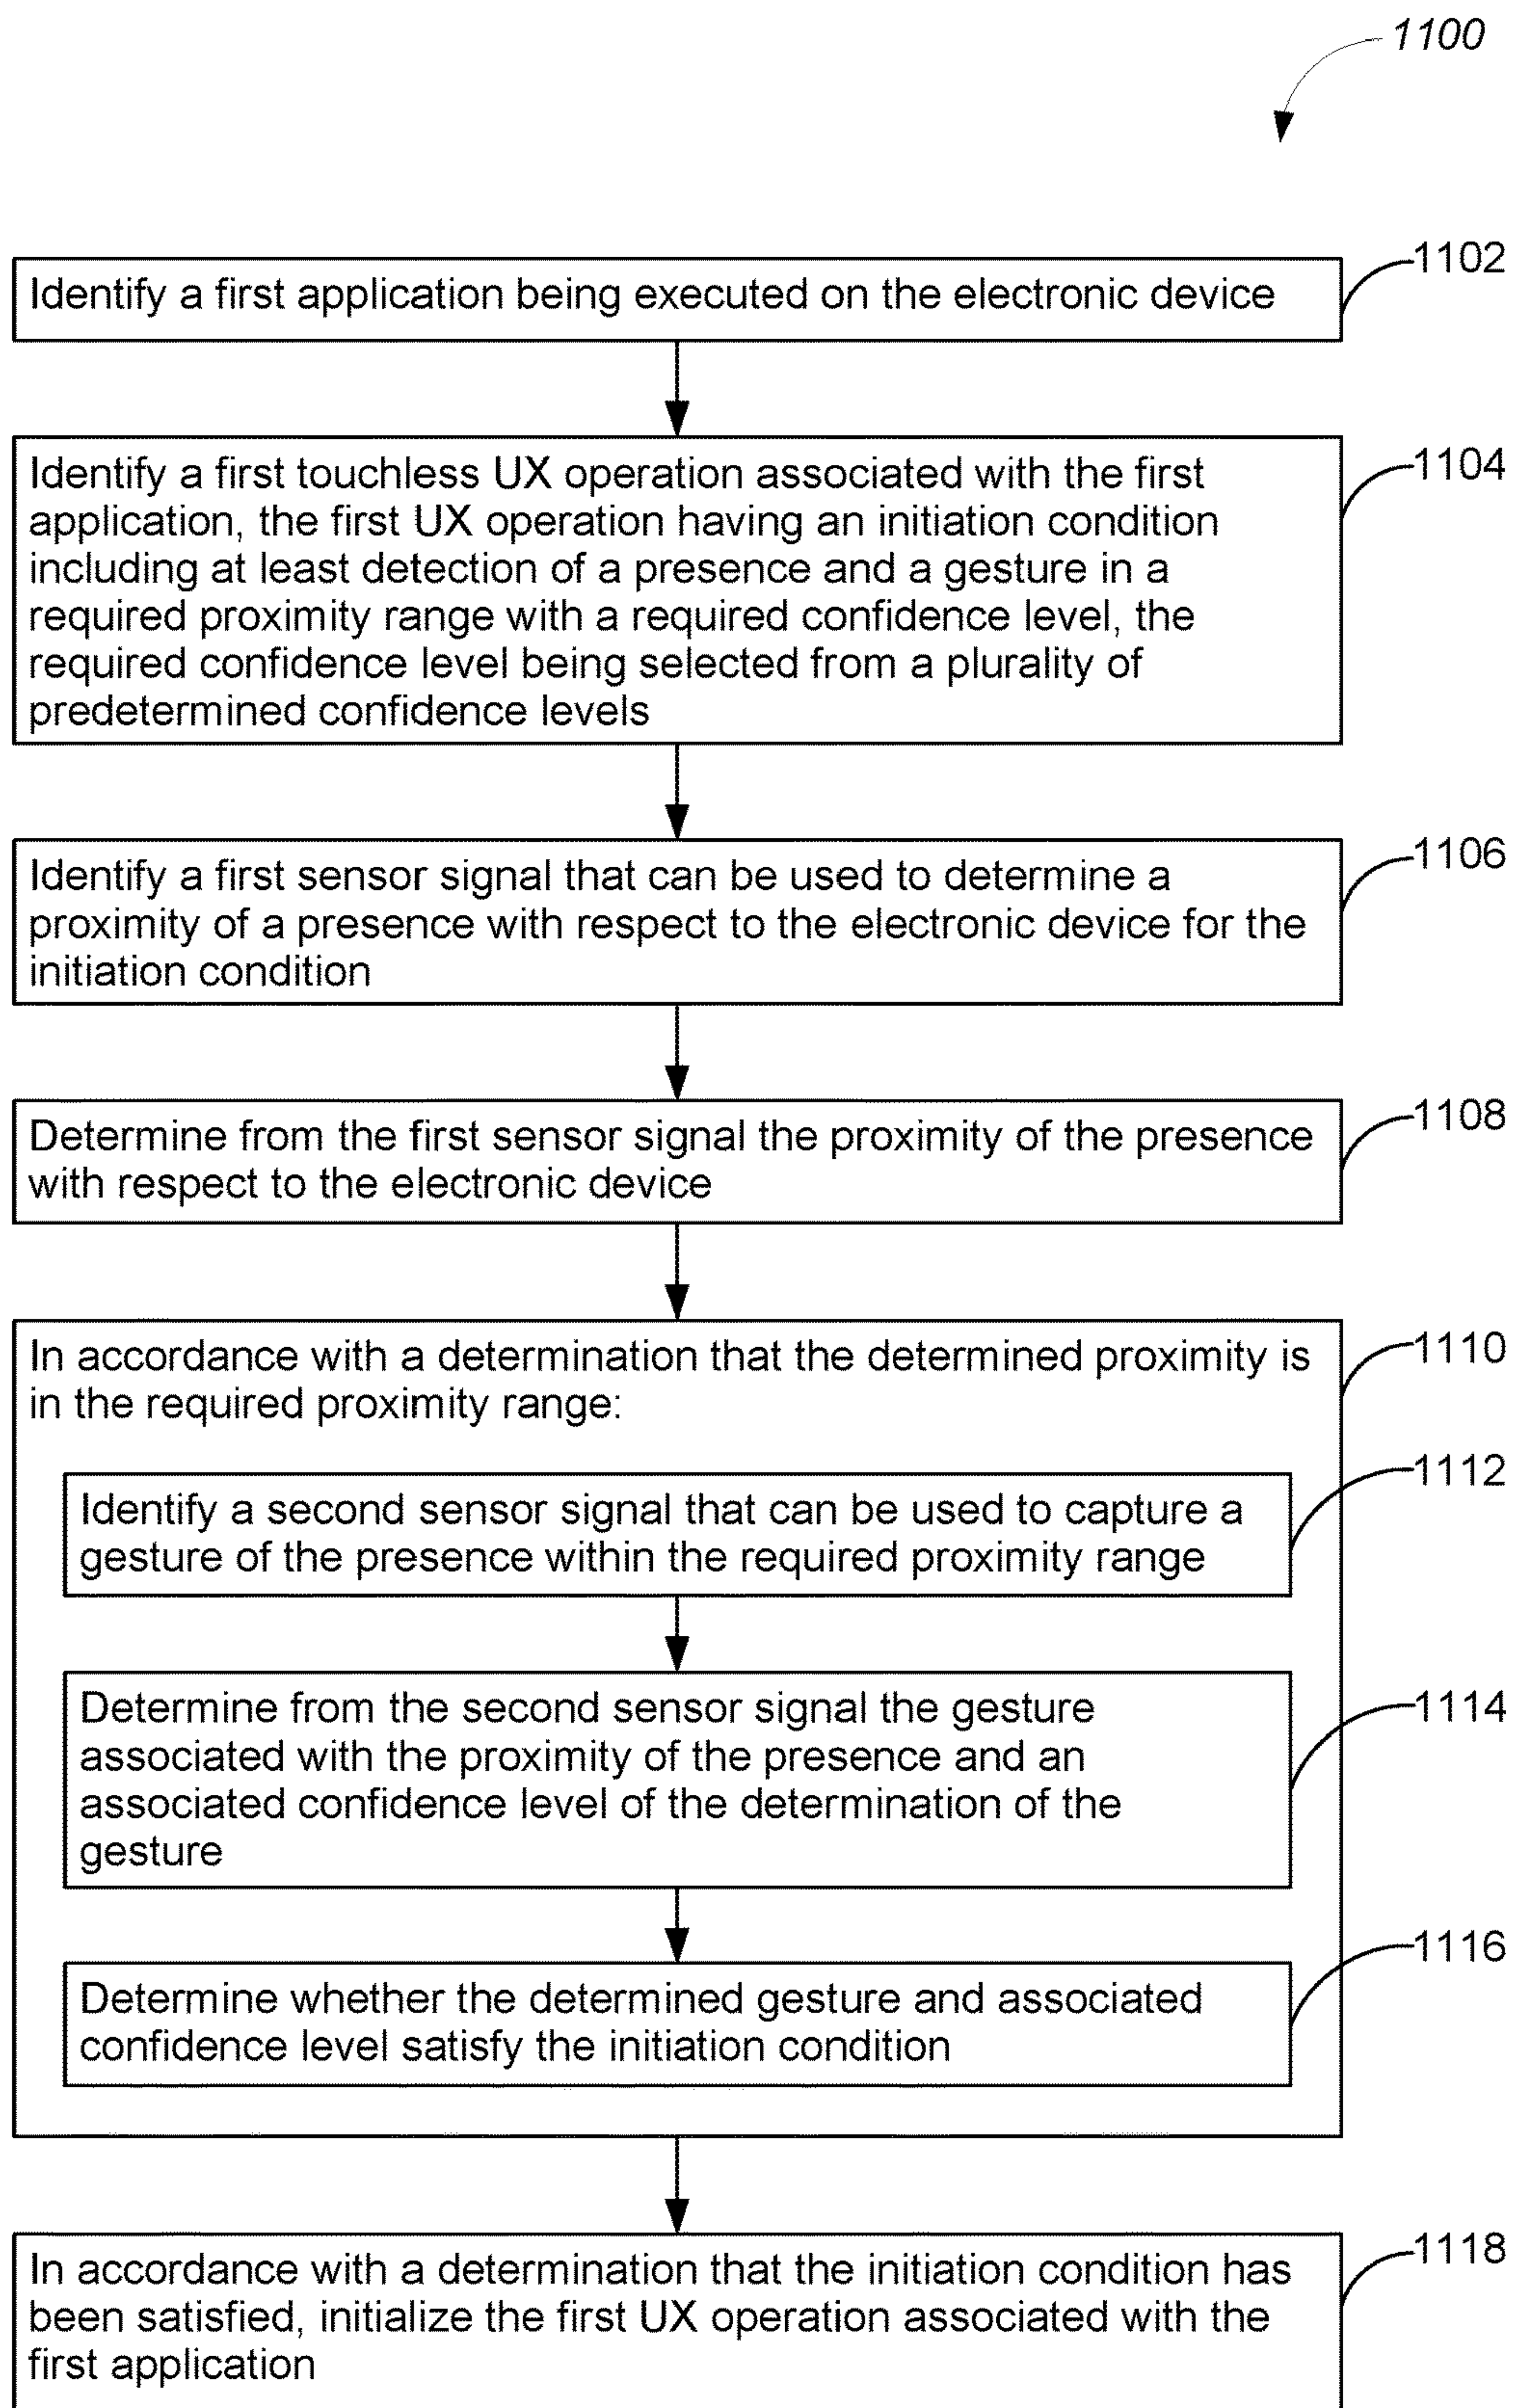 1100
1102
Identify a first application being executed on the electronic device
1104
Identify a first touchless UX operation associated with the first
application, the first UX operation having an initiation condition
including at least detection of a presence and a gesture in a
required proximity range with a required confidence level, the
required confidence level being selected from a plurality of
predetermined confidence levels
1106
Identify a first sensor signal that can be used to determine a
proximity of a presence with respect to the electronic device for the
initiation condition
1108
Determine from the first sensor signal the proximity of the presence
with respect to the electronic device
1110
In accordance with a determination that the determined proximity is
in the required proximity range:
1112
Identify a second sensor signal that can be used to capture a
gesture of the presence within the required proximity range
1114
Determine from the second sensor signal the gesture
associated with the proximity of the presence and an
associated confidence level of the determination of the
gesture
1116
Determine whether the determined gesture and associated
confidence level satisfy the initiation condition
1118
In accordance with a determination that the initiation condition has
been satisfied, initialize the first UX operation associated with the
first application